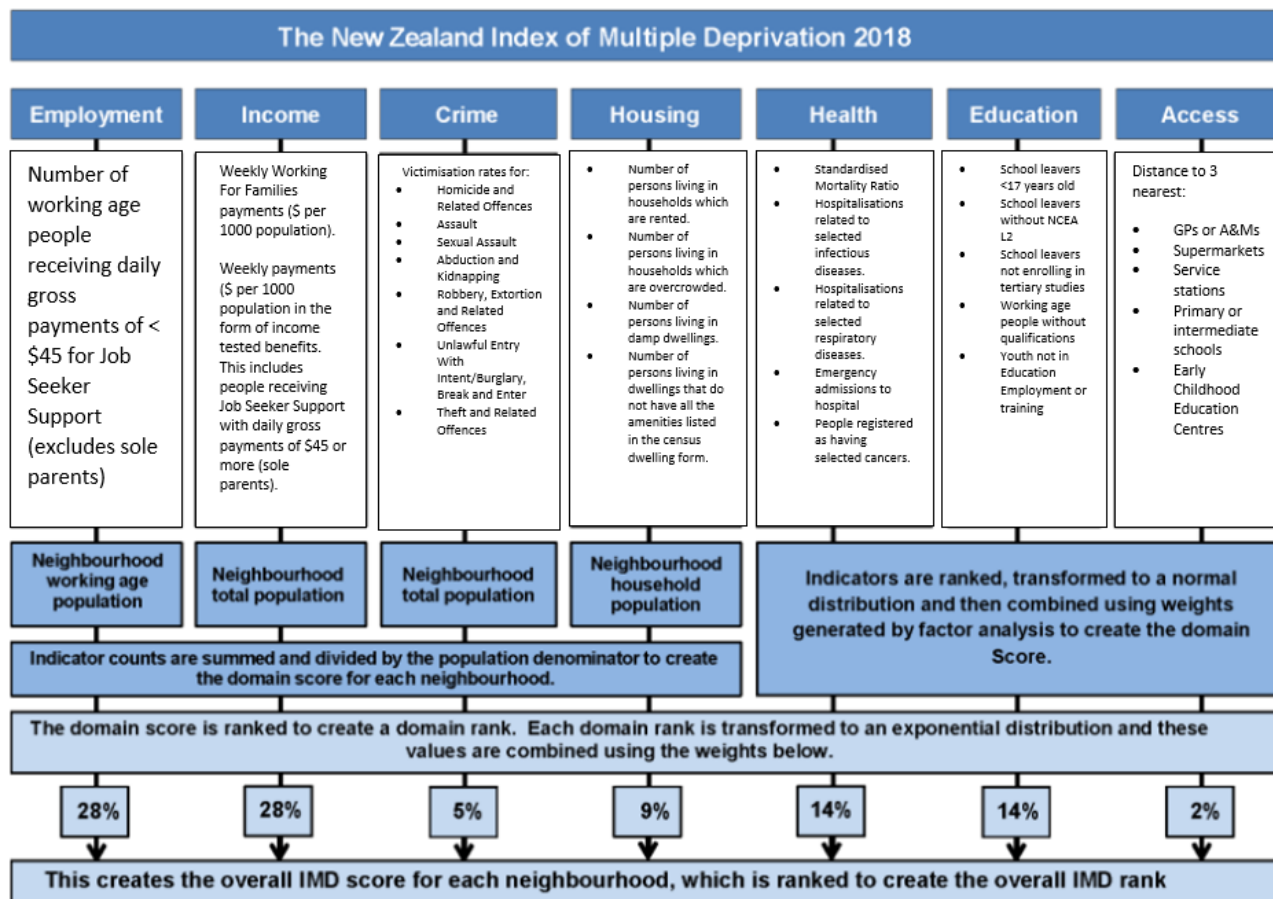 The New Zealand Index of Multiple Deprivation 2018
Employment
Number of
working age
people
receiving daily
gross
payments of <
$45 for Job
Seeker
Support
(excludes sole
parents)
Income
Weekly Working
For Families
payments ($ per
1000 population).
Weekly payments
($ per 1000
population in the
form of income
tested benefits.
This includes
people receiving
Job Seeker Support
with daily gross
payments of $45 or
more (sole
parents).
Crime
Victimisation rates for:
• Homicide and
Related Offences
• Assault
• Sexual Assault
• Abduction and
Kidnapping
• Robbery, Extortion
and Related
Offences
• Unlawful Entry
With
Intent/Burglary,
Break and Enter
• Theft and Related
Offences
Housing
• Number of
persons living in
households which
are rented.
• Number of
persons living in
households which
are overcrowded.
• Number of
persons living in
damp dwellings.
• Number of
persons living in
dwellings that do
not have all the
amenities listed
in the census
dwelling form.
Health
• Standardised
Mortality Ratio
• Hospitalisations
related to
selected
infectious
diseases.
• Hospitalisations
related to
selected
respiratory
diseases.
• Emergency
admissions to
hospital
• People registered
as having
selected cancers.
Education
• School leavers
<17 years old
• School leavers
without NCEA
L2
• School leavers
not enrolling in
tertiary studies
• Working age
people without
qualifications
• Youth not in
Education
Employment or
training
Access
Distance to 3
nearest:
• GPs or A&Ms
• Supermarkets
• Service
stations
• Primary or
intermediate
schools
• Early
Childhood
Education
Centres
Neighbourhood
working age
population
Neighbourhood
total population
Neighbourhood
total population
Neighbourhood
household
population
Indicator counts are summed and divided by the population denominator to create
the domain score for each neighbourhood.
Indicators are ranked, transformed to a normal
distribution and then combined using weights
generated by factor analysis to create the domain
Score.
The domain score is ranked to create a domain rank. Each domain rank is transformed to an exponential distribution and these
values are combined using the weights below.
28%
28%
5%
9%
14%
14%
2%
This creates the overall IMD score for each neighbourhood, which is ranked to create the overall IMD rank